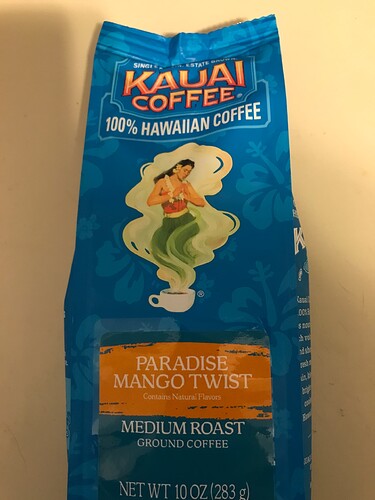 KAUAI
COFFEE®
100% HAWAIIAN COFFEE
®
PARADISE
MANGO TWIST
Contains Natural Flavors
MEDIUM ROAST
GROUND COFFEE
NET WT 10 OZ (283 g)